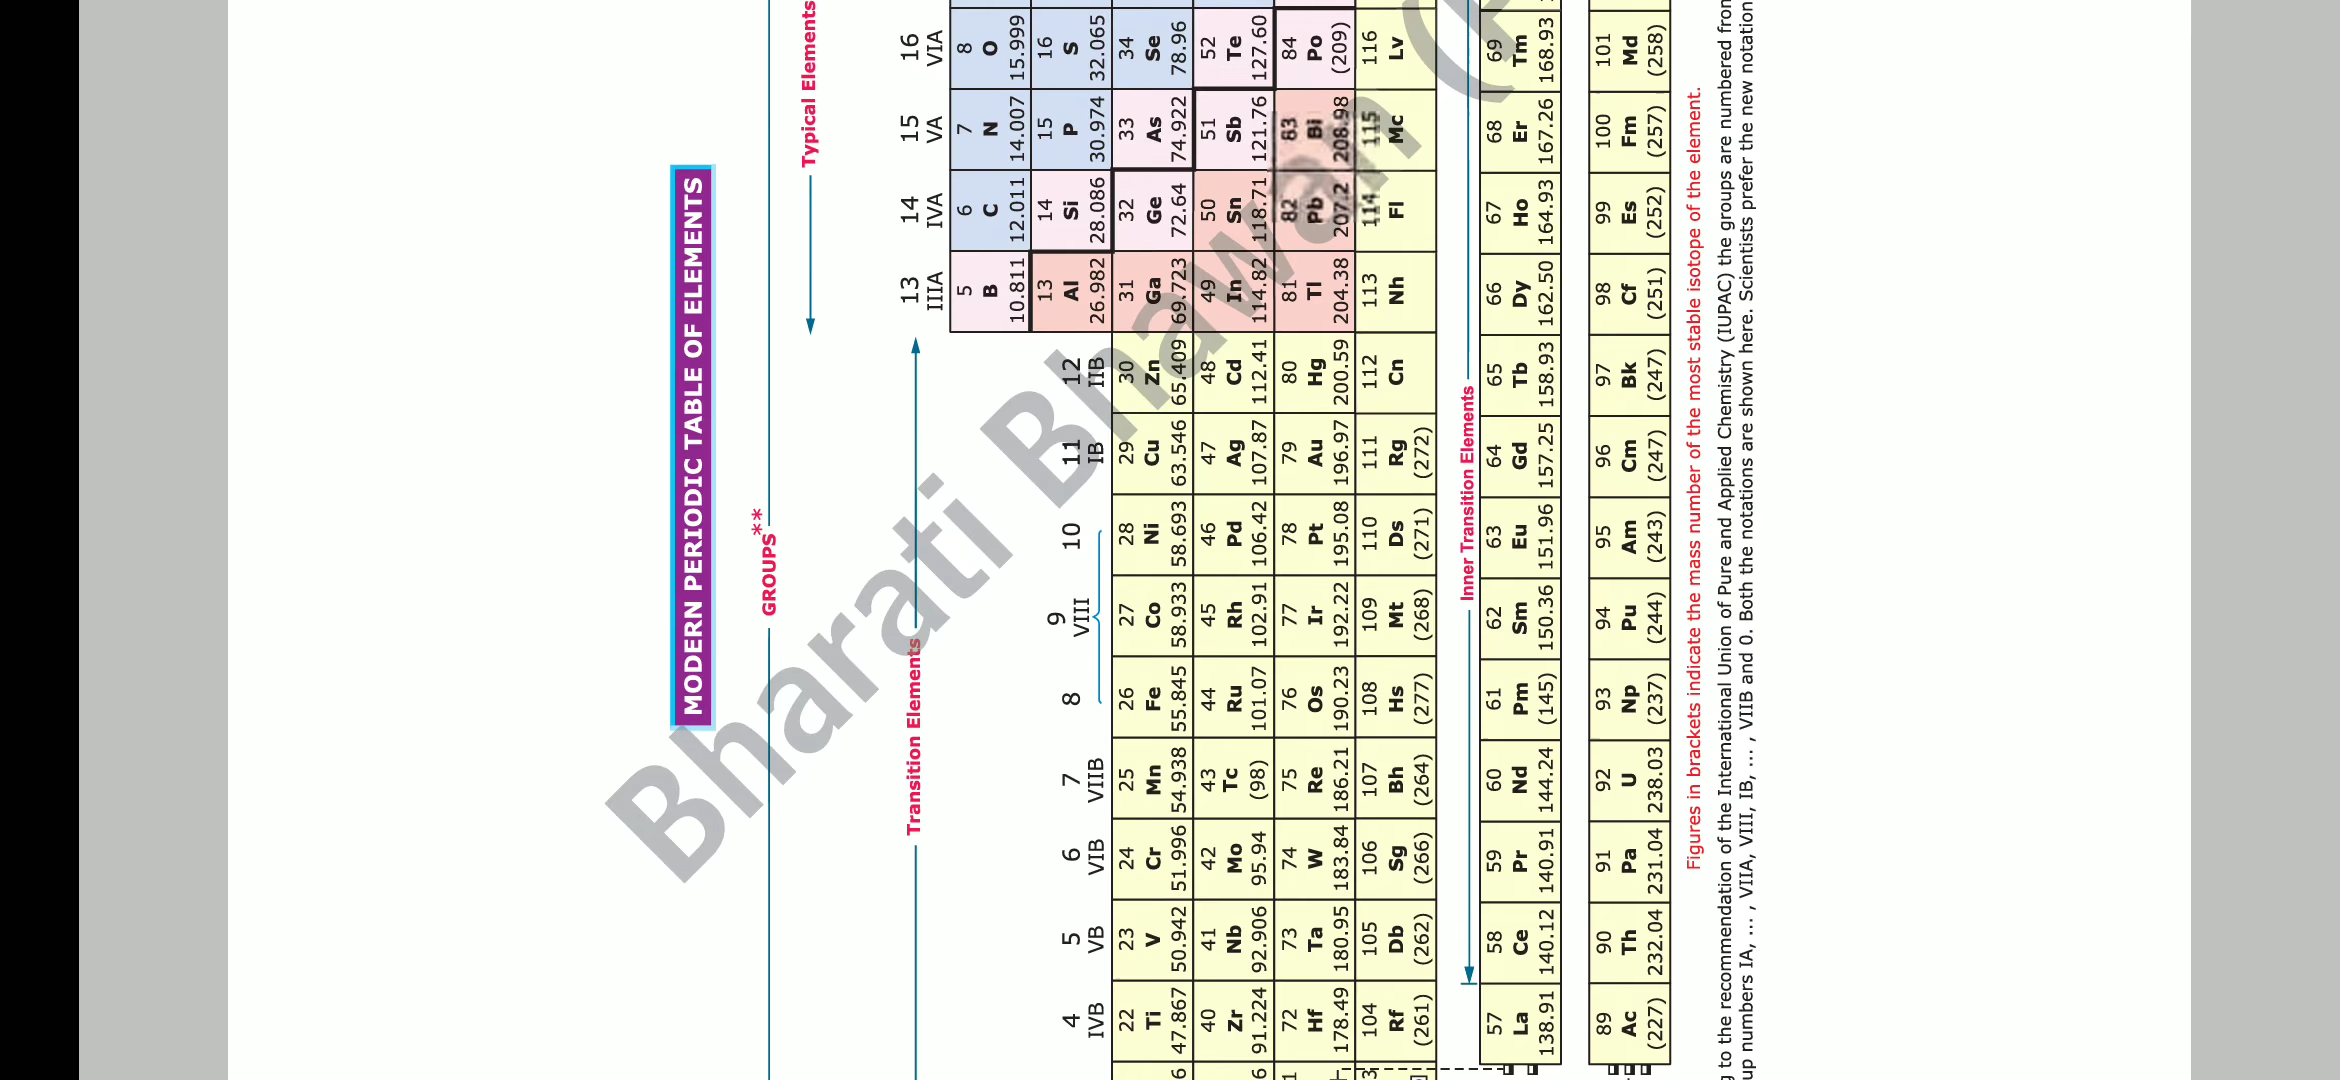 MODERN PERIODIC TABLE OF ELEMENTS
GROUPS**
Typical Elements
Transition Elements
4 IVB
5 VB
6 VIB
7 VIIB
8
9 VIII
10
11 IB
12 IIB
13 IIIA
14 IVA
15 VA
16 VIA
5 B 10.811
6 C 12.011
7 N 14.007
8 O 15.999
13 Al 26.982
14 Si 28.086
15 P 30.974
16 S 32.065
22 Ti 47.867
23 V 50.942
24 Cr 51.996
25 Mn 54.938
26 Fe 55.845
27 Co 58.933
28 Ni 58.693
29 Cu 63.546
30 Zn 65.409
31 Ga 69.723
32 Ge 72.64
33 As 74.922
34 Se 78.96
40 Zr 91.224
41 Nb 92.906
42 Mo 95.94
43 Tc (98)
44 Ru 101.07
45 Rh 102.91
46 Pd 106.42
47 Ag 107.87
48 Cd 112.41
49 In 114.82
50 Sn 118.71
51 Sb 121.76
52 Te 127.60
72 Hf 178.49
73 Ta 180.95
74 W 183.84
75 Re 186.21
76 Os 190.23
77 Ir 192.22
78 Pt 195.08
79 Au 196.97
80 Hg 200.59
81 Tl 204.38
82 Pb 207.2
83 Bi 208.98
84 Po (209)
104 Rf (261)
105 Db (262)
106 Sg (266)
107 Bh (264)
108 Hs (277)
109 Mt (268)
110 Ds (271)
111 Rg (272)
112 Cn
113 Nh
114 Fl
115 Mc
116 Lv
Inner Transition Elements
57 La 138.91
58 Ce 140.12
59 Pr 140.91
60 Nd 144.24
61 Pm (145)
62 Sm 150.36
63 Eu 151.96
64 Gd 157.25
65 Tb 158.93
66 Dy 162.50
67 Ho 164.93
68 Er 167.26
69 Tm 168.93
89 Ac (227)
90 Th 232.04
91 Pa 231.04
92 U 238.03
93 Np (237)
94 Pu (244)
95 Am (243)
96 Cm (247)
97 Bk (247)
98 Cf (251)
99 Es (252)
100 Fm (257)
101 Md (258)
Figures in brackets indicate the mass number of the most stable isotope of the element.
to the recommendation of the International Union of Pure and Applied Chemistry (IUPAC) the groups are numbered from
numbers IA, ... , VIIA, VIII, IB, ... , VIIB and 0. Both the notations are shown here. Scientists prefer the new notation
Bharati Bhawan (